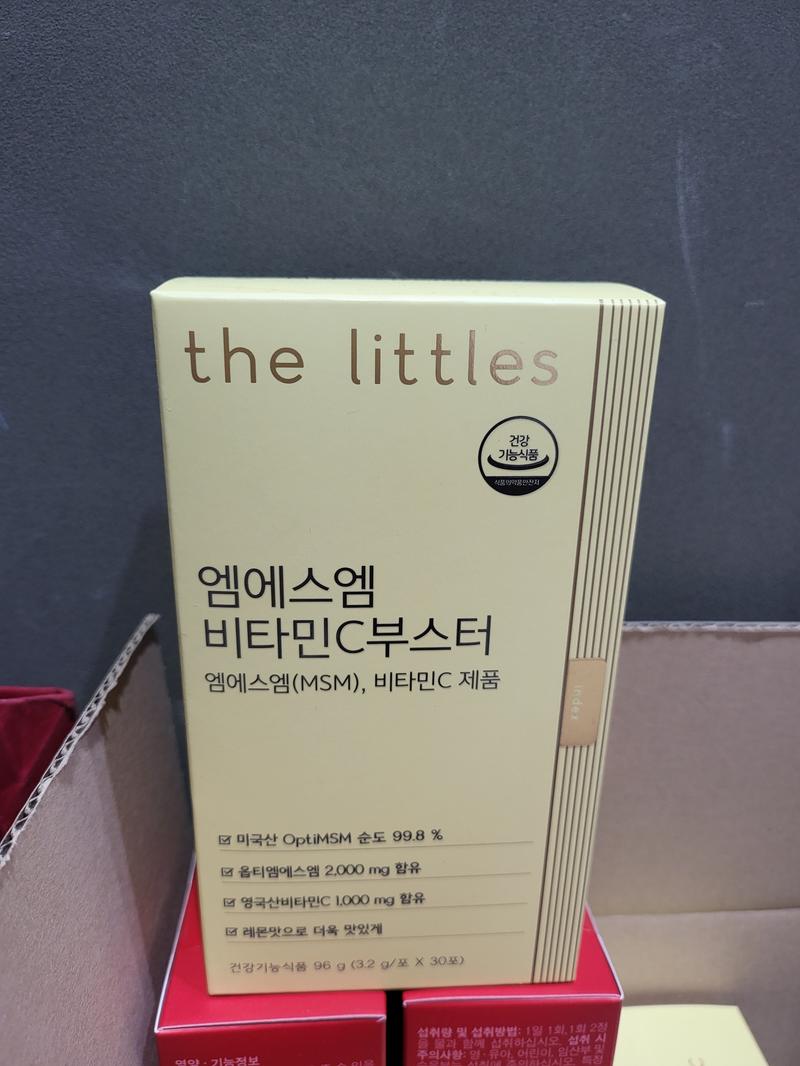 the littles
건강
기능식품
식품의약품안전처
엠에스엠
비타민C부스터
엠에스엠(MSM), 비타민C 제품
index
미국산 OptiMSM 순도 99.8 %
옵티엠에스엠 2,000 mg 함유
영국산비타민C 1,000 mg 함유
레몬맛으로 더욱 맛있게
건강기능식품 96 g (3.2 g/포 X 30포)
섭취량 및 섭취방법: 1일 1회,1회 2정
을 물과 함께 섭취하십시오. 섭취 시
주의사항: 영·유아, 어린이, 임산부 및
영양·기능정보